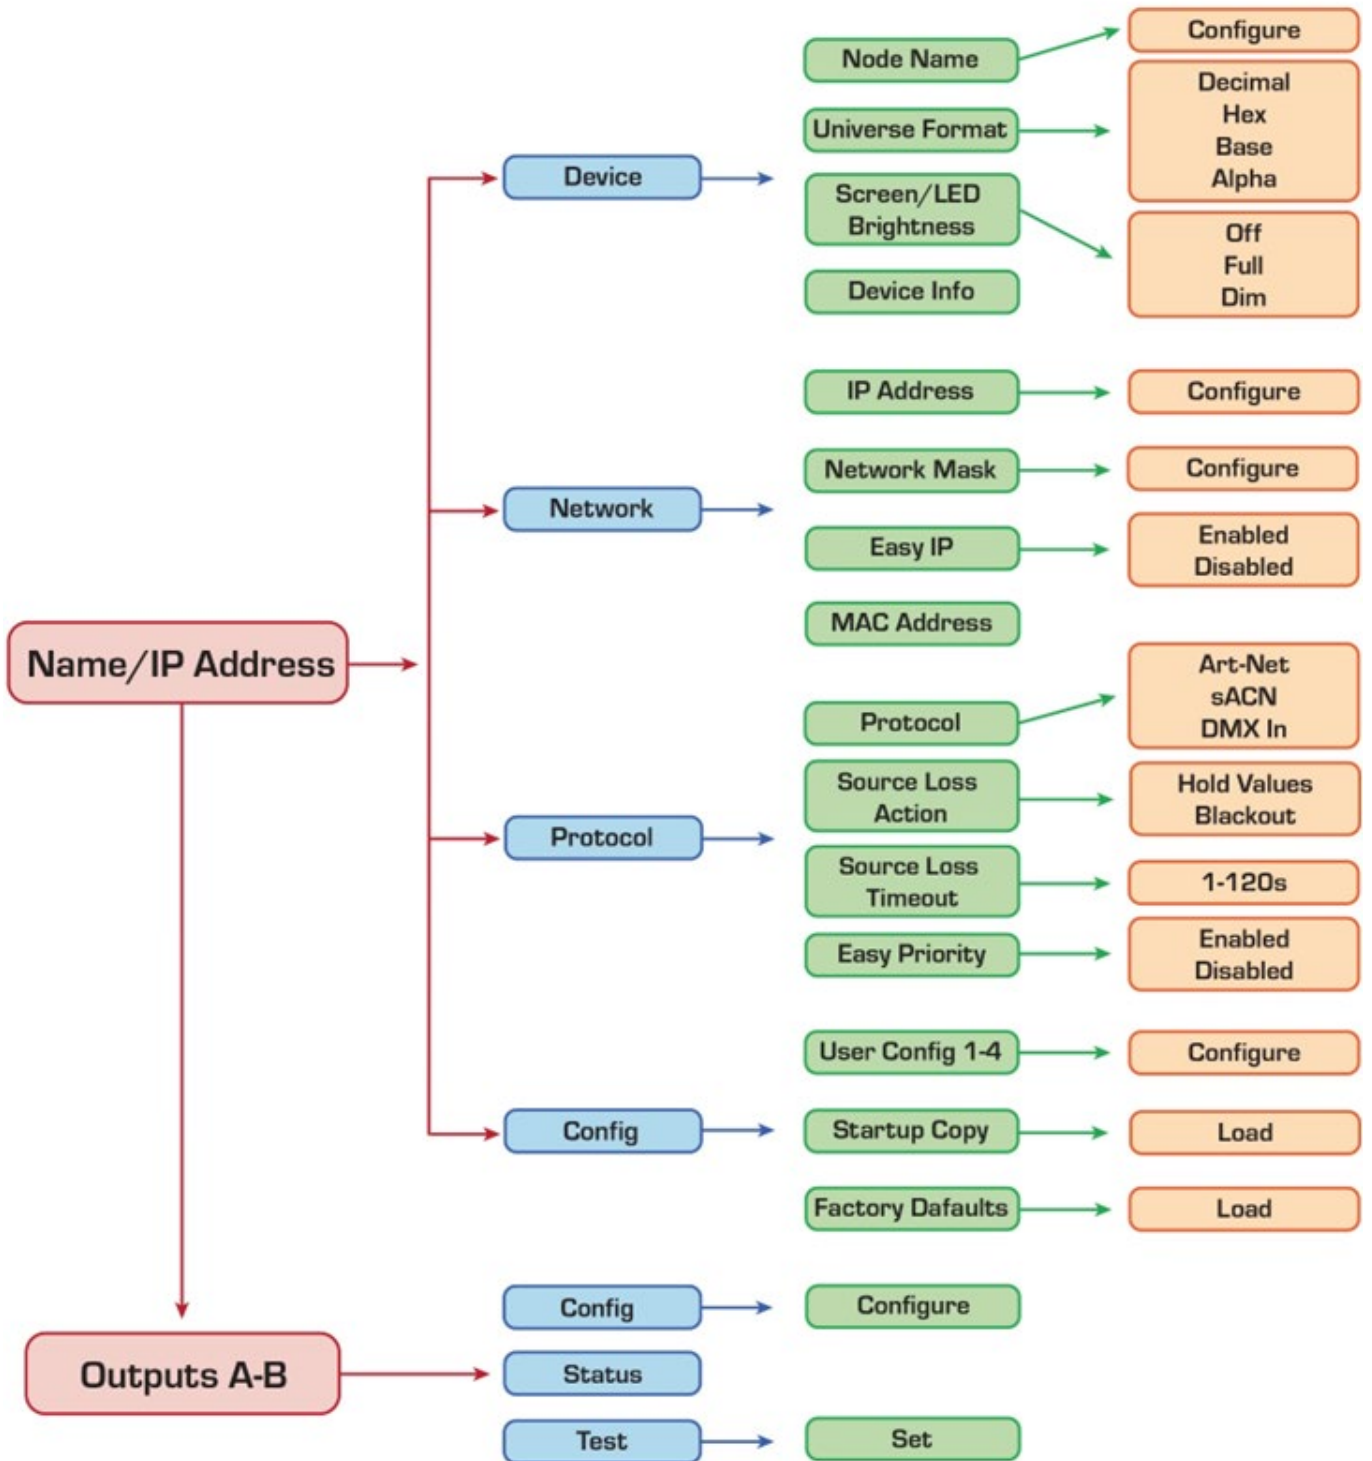 Name/IP Address
Device
Node Name
Configure
Universe Format
Decimal
Hex
Base
Alpha
Screen/LED
Brightness
Off
Full
Dim
Device Info
Network
IP Address
Configure
Network Mask
Configure
Easy IP
Enabled
Disabled
MAC Address
Protocol
Protocol
Art-Net
sACN
DMX In
Source Loss
Action
Hold Values
Blackout
Source Loss
Timeout
1-120s
Easy Priority
Enabled
Disabled
Config
User Config 1-4
Configure
Startup Copy
Load
Factory Dafaults
Load
Outputs A-B
Config
Configure
Status
Test
Set